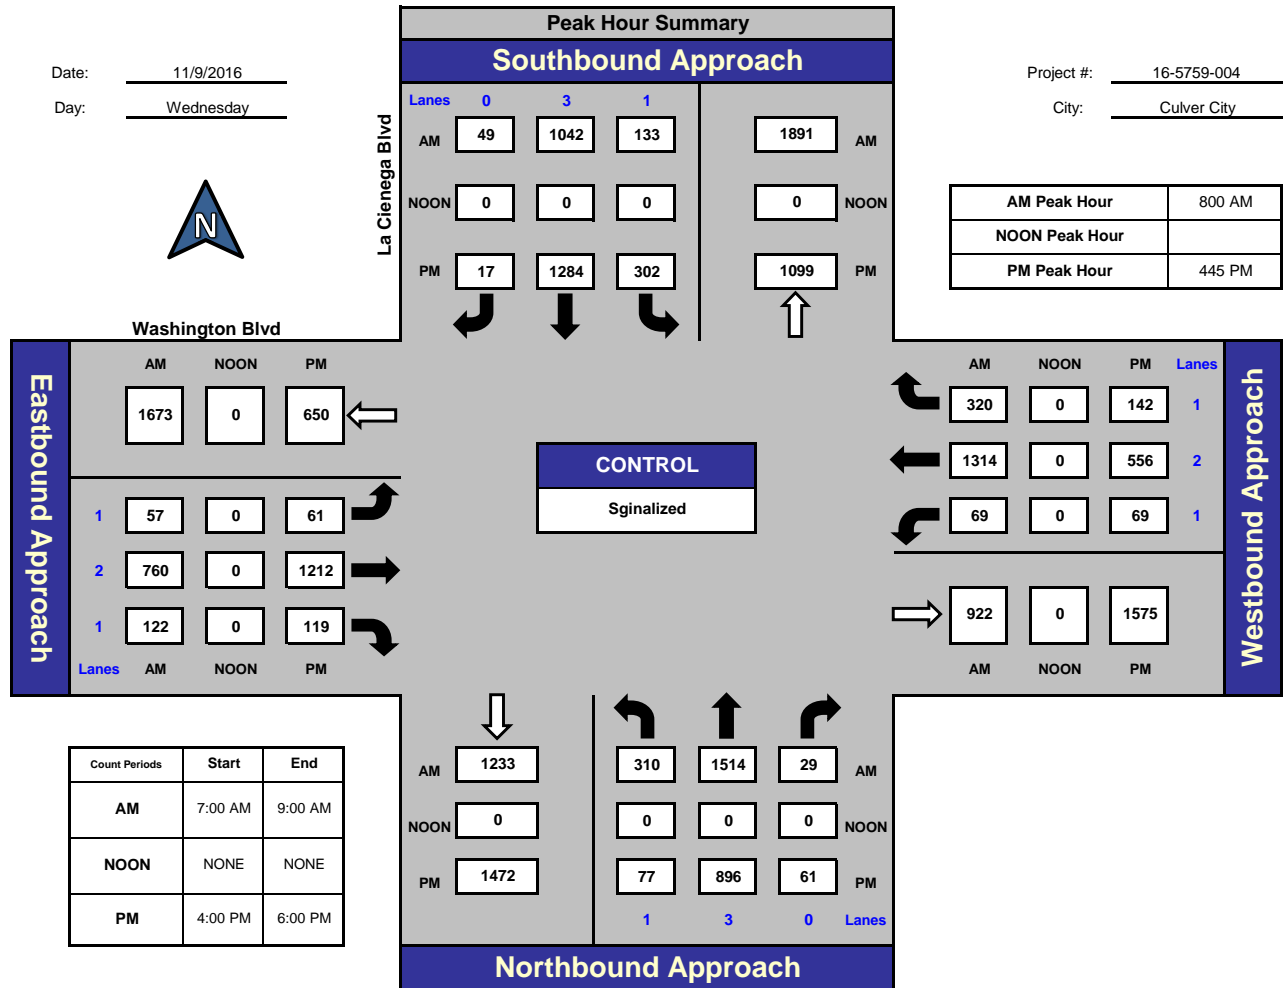 Peak Hour Summary
Southbound Approach
Date: 11/9/2016
Day: Wednesday
Project #: 16-5759-004
City: Culver City
N
La Cienega Blvd
Lanes 0 3 1
AM 49 1042 133 1891 AM
NOON 0 0 0 0 NOON
PM 17 1284 302 1099 PM
AM Peak Hour 800 AM
NOON Peak Hour
PM Peak Hour 445 PM
Washington Blvd
Eastbound Approach
AM NOON PM
1673 0 650
1 57 0 61
2 760 0 1212
1 122 0 119
Lanes AM NOON PM
CONTROL
Sginalized
AM NOON PM Lanes
320 0 142 1
1314 0 556 2
69 0 69 1
922 0 1575
AM NOON PM
Westbound Approach
Count Periods Start End
AM 7:00 AM 9:00 AM
NOON NONE NONE
PM 4:00 PM 6:00 PM
AM 1233 310 1514 29 AM
NOON 0 0 0 0 NOON
PM 1472 77 896 61 PM
1 3 0 Lanes
Northbound Approach